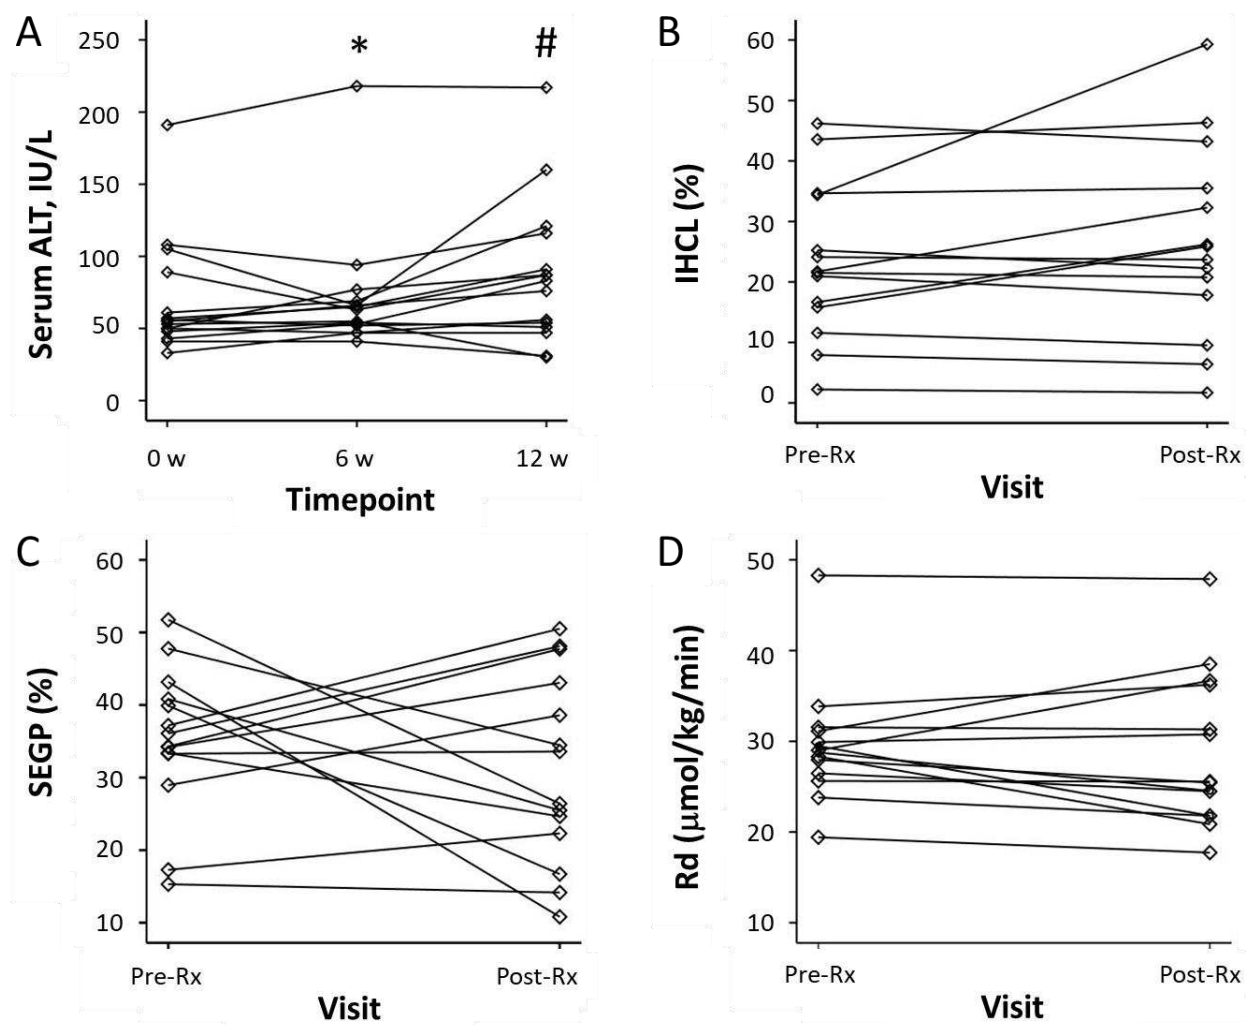 A
Serum ALT, IU/L
250
200
150
100
50
0
*
#
0 w
6 w
12 w
Timepoint
B
IHCL (%)
60
50
40
30
20
10
0
Pre-Rx
Post-Rx
Visit
C
SEGP (%)
60
50
40
30
20
10
Pre-Rx
Post-Rx
Visit
D
Rd (μmol/kg/min)
50
40
30
20
10
Pre-Rx
Post-Rx
Visit